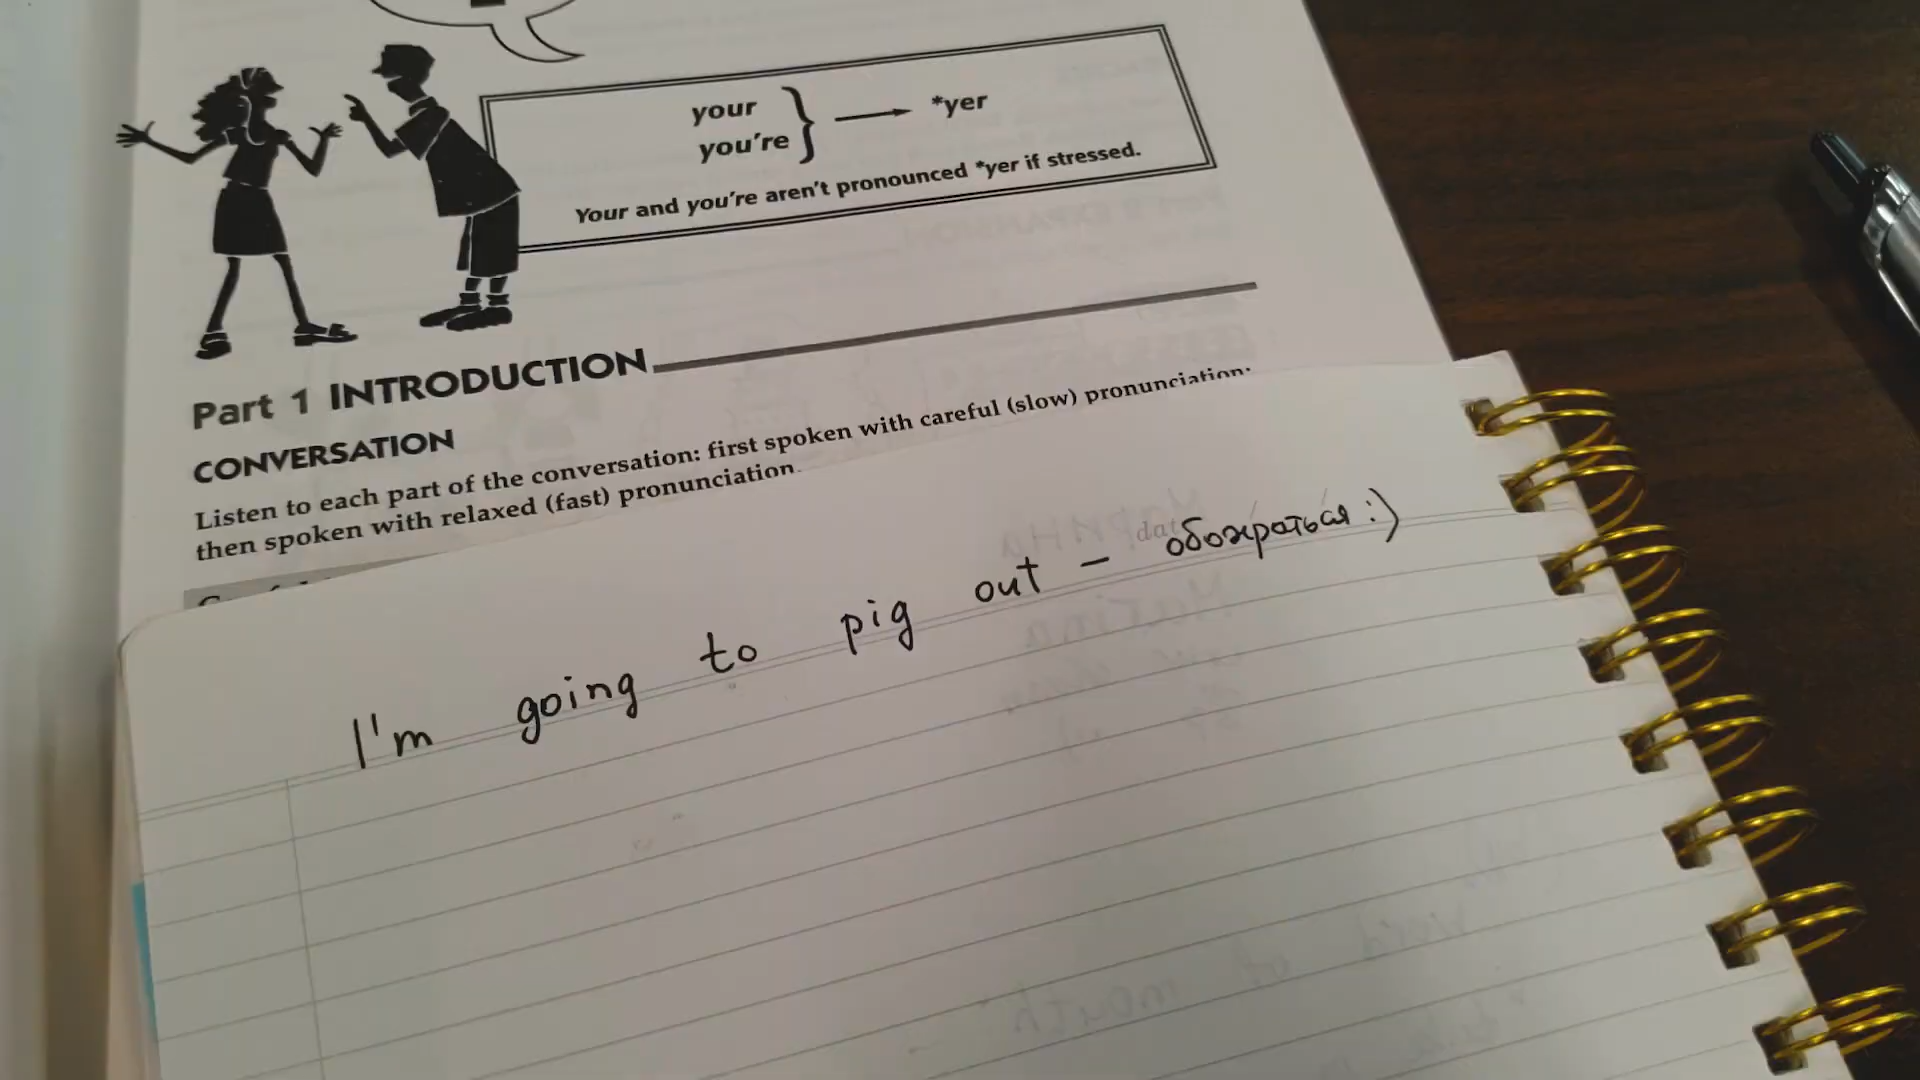 your
you're
*yer
Your and you're aren't pronounced *yer if stressed.
Part 1 INTRODUCTION
CONVERSATION
Listen to each part of the conversation: first spoken with careful (slow) pronunciation;
then spoken with relaxed (fast) pronunciation.
dat
I'm going to pig out – обожраться :)